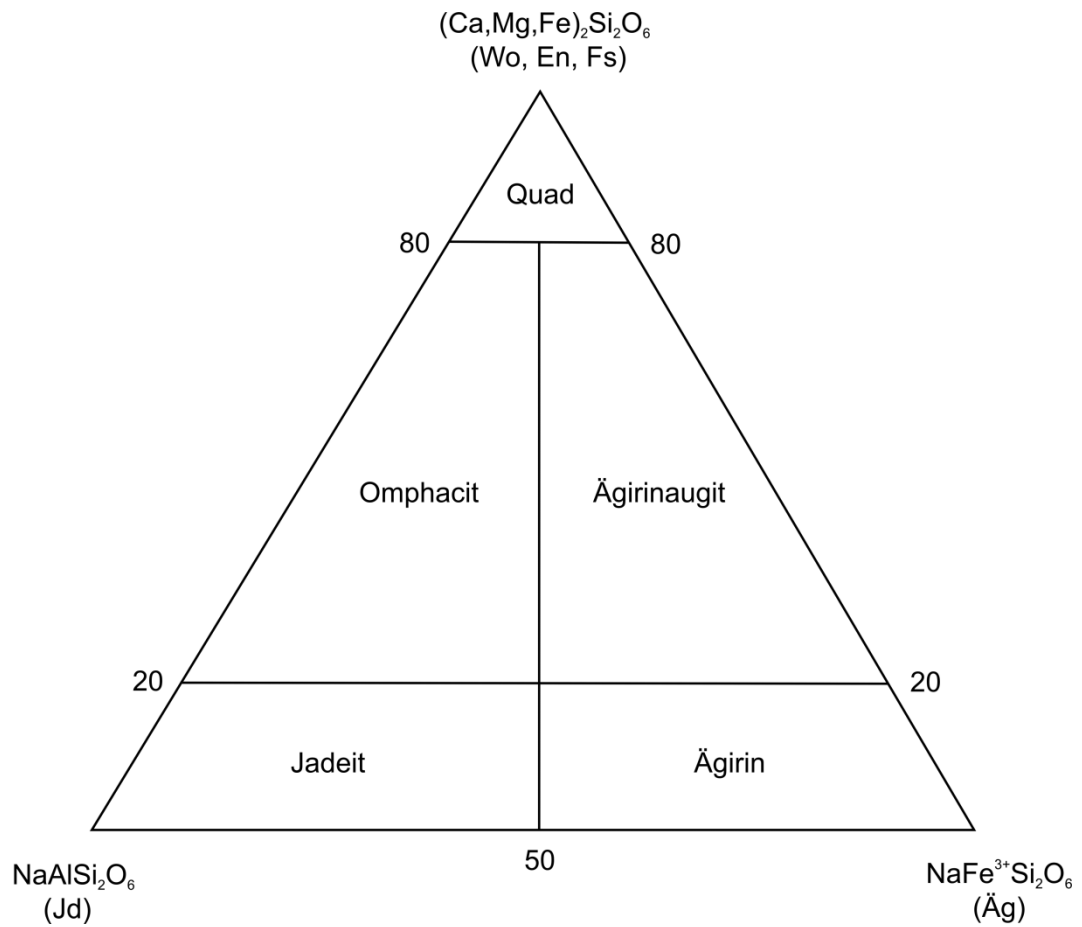 (Ca,Mg,Fe)₂Si₂O₆
(Wo, En, Fs)
Quad
80
80
Omphacit
Ägirinaugit
20
20
Jadeit
Ägirin
50
NaAlSi₂O₆
(Jd)
NaFe³⁺Si₂O₆
(Äg)